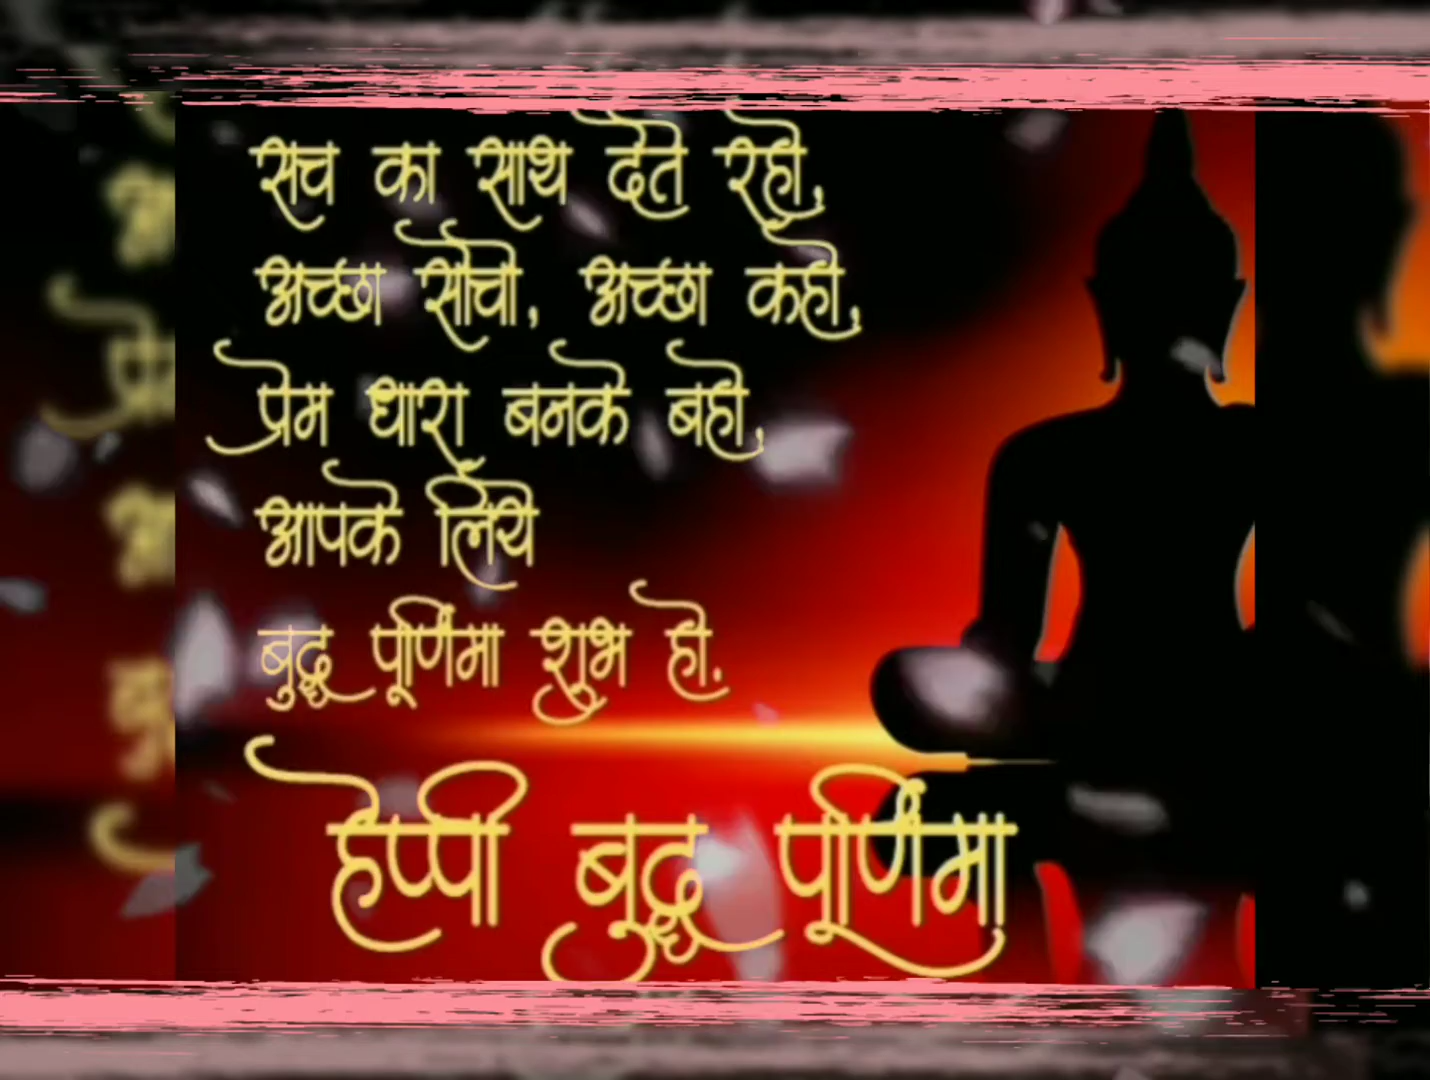 सच का साथ देते रहो,
अच्छा सोचो, अच्छा कहो,
प्रेम धारा बनके बहो,
आपके लिये
बुद्ध पूर्णिमा शुभ हो.
हेप्पी बुद्ध पूर्णिमा